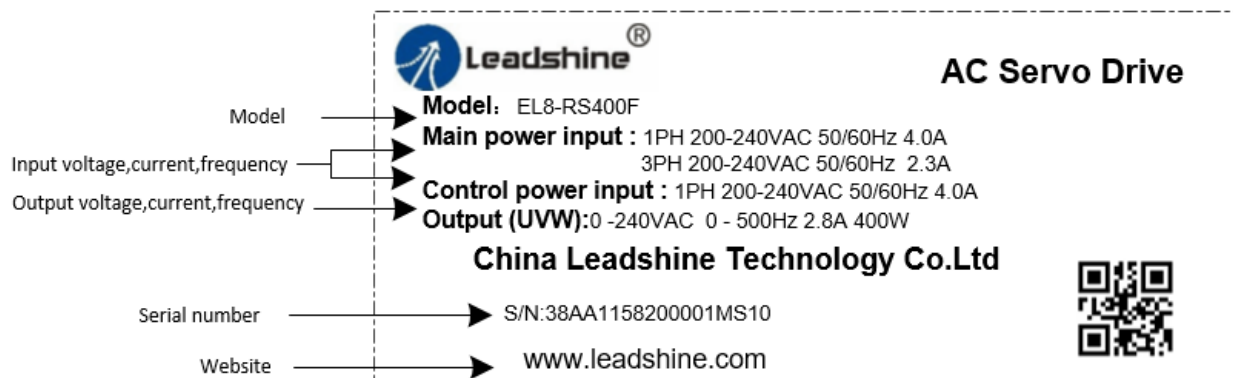 Leadshine®
AC Servo Drive
Model
Model: EL8-RS400F
Input voltage,current,frequency
Main power input : 1PH 200-240VAC 50/60Hz 4.0A
3PH 200-240VAC 50/60Hz 2.3A
Control power input : 1PH 200-240VAC 50/60Hz 4.0A
Output voltage,current,frequency
Output (UVW):0 -240VAC 0 - 500Hz 2.8A 400W
China Leadshine Technology Co.Ltd
Serial number
S/N:38AA1158200001MS10
Website
www.leadshine.com